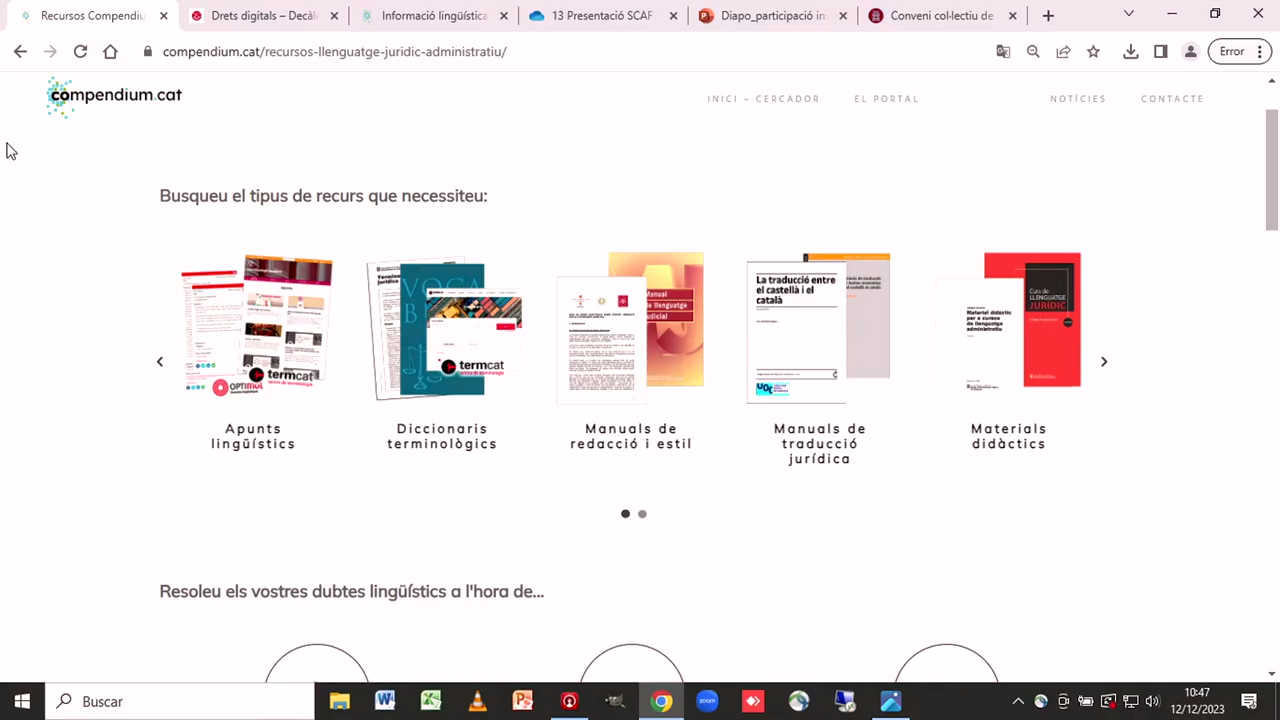 Recursos Compendiu
Drets digitals – Decàl
Informació lingüística
13 Presentació SCAF
Diapo_participació in
Conveni col·lectiu de
compendium.cat/recursos-llenguatge-juridic-administratiu/
Error
compendium.cat
INICI – CERCADOR
EL PORTAL
NOTÍCIES
CONTACTE
Busqueu el tipus de recurs que necessiteu:
OPTIMOT
termcat
termcat
Manual
llenguatge
judicial
La traducció entre
el castellà i el
català
UOC
Material didàctic
per a cursos
de llenguatge
administratiu
Curs de
LLENGUATGE
JURÍDIC
Apunts
lingüístics
Diccionaris
terminològics
Manuals de
redacció i estil
Manuals de
traducció
jurídica
Materials
didàctics
Resoleu els vostres dubtes lingüístics a l'hora de...
Buscar
zoom
10:47
12/12/2023